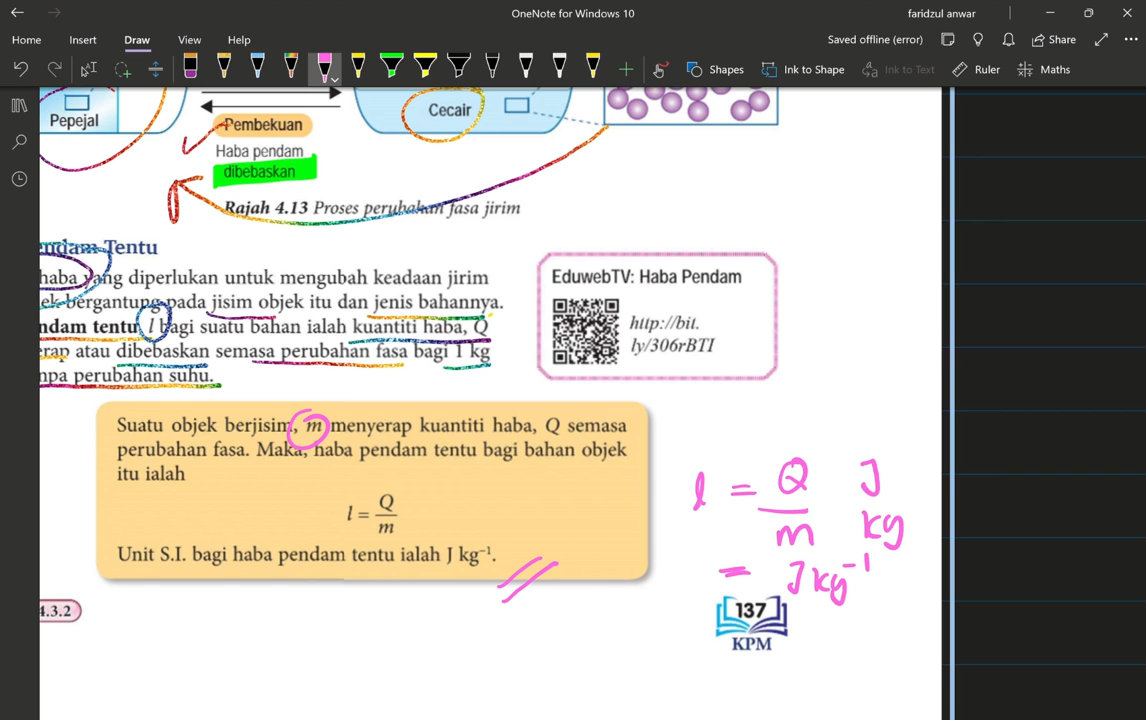 OneNote for Windows 10
faridzul anwar
Home Insert Draw View Help
Saved offline (error)
Share
Shapes
Ink to Shape
Ink to Text
Ruler
Maths
Pepejal
Pembekuan
Cecair
Haba pendam
dibebaskan
Rajah 4.13 Proses perubahan fasa jirim
endam Tentu
haba yang diperlukan untuk mengubah keadaan jirim
ek bergantung pada jisim objek itu dan jenis bahannya.
ndam tentu, l bagi suatu bahan ialah kuantiti haba, Q
erap atau dibebaskan semasa perubahan fasa bagi 1 kg
npa perubahan suhu.
EduwebTV: Haba Pendam
http://bit.
ly/306rBTI
Suatu objek berjisim, m menyerap kuantiti haba, Q semasa
perubahan fasa. Maka, haba pendam tentu bagi bahan objek
itu ialah
l = Q/m
Unit S.I. bagi haba pendam tentu ialah J kg⁻¹.
l = Q/m J/kg
= J kg⁻¹
4.3.2
137
KPM